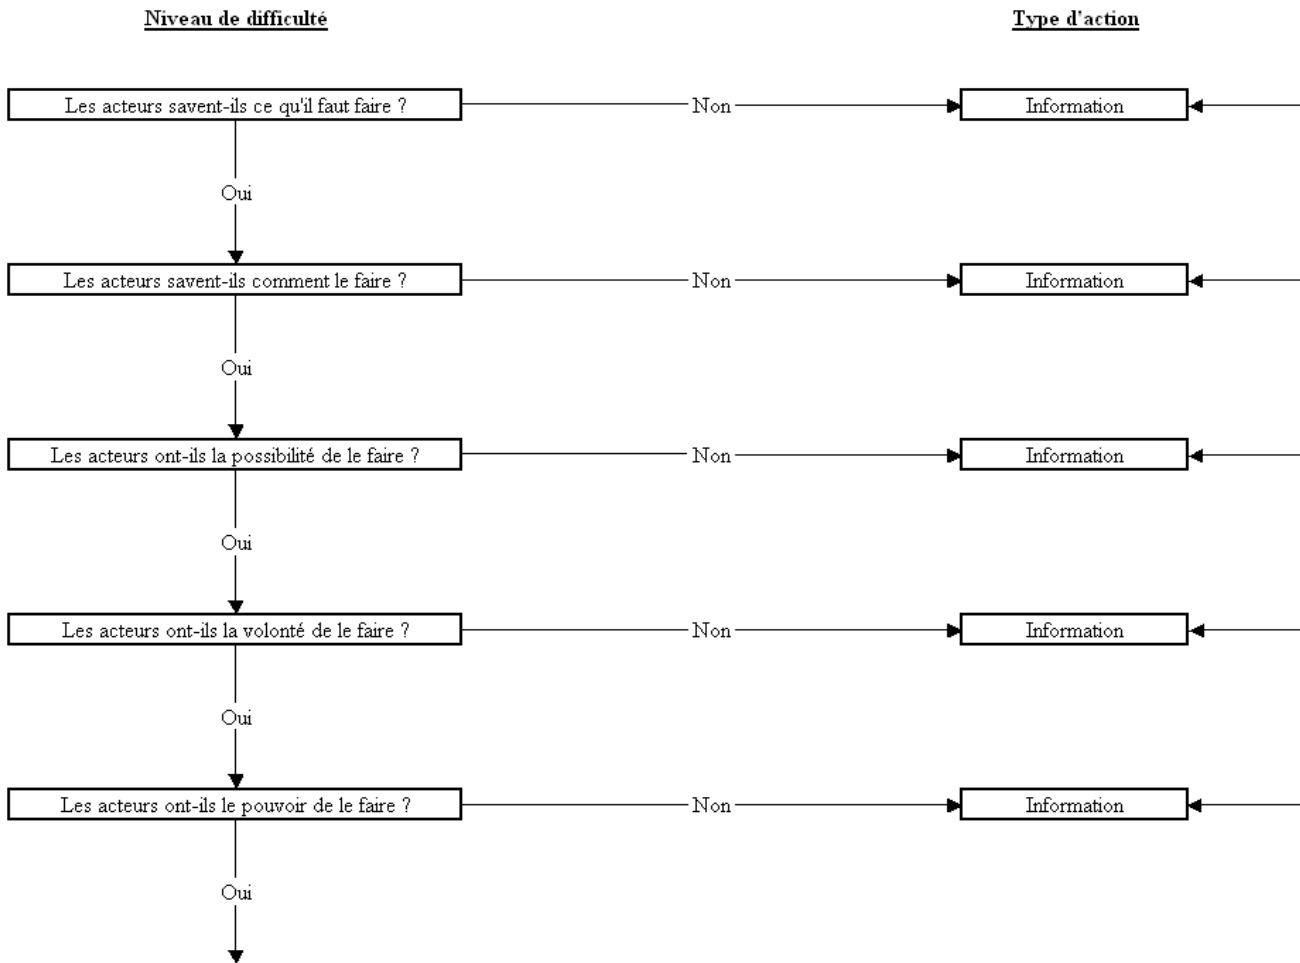 Niveau de difficulté Type d'action
Les acteurs savent-ils ce qu'il faut faire ? Non Information
Oui
Les acteurs savent-ils comment le faire ? Non Information
Oui
Les acteurs ont-ils la possibilité de le faire ? Non Information
Oui
Les acteurs ont-ils la volonté de le faire ? Non Information
Oui
Les acteurs ont-ils le pouvoir de le faire ? Non Information
Oui